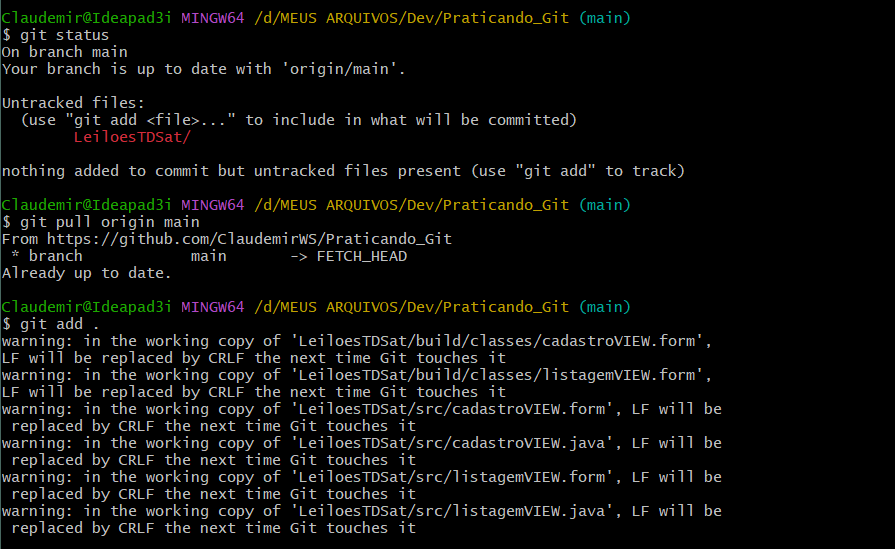 Claudemir@Ideapad3i MINGW64 /d/MEUS ARQUIVOS/Dev/Praticando_Git (main)
$ git status
On branch main
Your branch is up to date with 'origin/main'.
Untracked files:
  (use "git add <file>..." to include in what will be committed)
        LeiloesTDSat/
nothing added to commit but untracked files present (use "git add" to track)
Claudemir@Ideapad3i MINGW64 /d/MEUS ARQUIVOS/Dev/Praticando_Git (main)
$ git pull origin main
From https://github.com/ClaudemirWS/Praticando_Git
 * branch            main       -> FETCH_HEAD
Already up to date.
Claudemir@Ideapad3i MINGW64 /d/MEUS ARQUIVOS/Dev/Praticando_Git (main)
$ git add .
warning: in the working copy of 'LeiloesTDSat/build/classes/cadastroVIEW.form',
LF will be replaced by CRLF the next time Git touches it
warning: in the working copy of 'LeiloesTDSat/build/classes/listagemVIEW.form',
LF will be replaced by CRLF the next time Git touches it
warning: in the working copy of 'LeiloesTDSat/src/cadastroVIEW.form', LF will be
 replaced by CRLF the next time Git touches it
warning: in the working copy of 'LeiloesTDSat/src/cadastroVIEW.java', LF will be
 replaced by CRLF the next time Git touches it
warning: in the working copy of 'LeiloesTDSat/src/listagemVIEW.form', LF will be
 replaced by CRLF the next time Git touches it
warning: in the working copy of 'LeiloesTDSat/src/listagemVIEW.java', LF will be
 replaced by CRLF the next time Git touches it